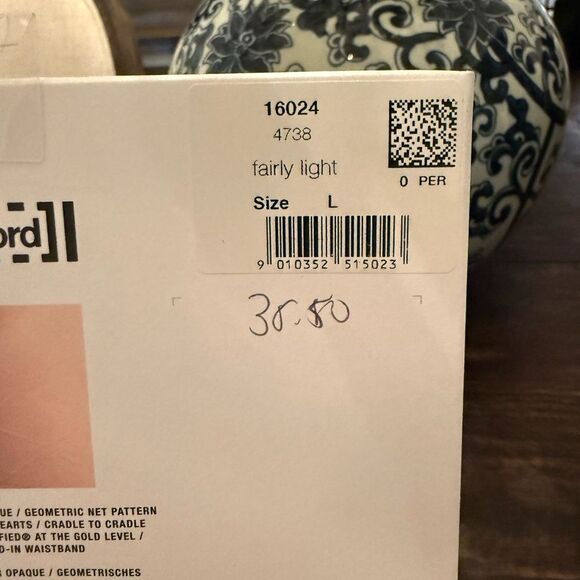 16024
4738
fairly light
0 PER
Size L
9 010352 515023
ord]
38.80
UE / GEOMETRIC NET PATTERN
EARTS / CRADLE TO CRADLE
FIED® AT THE GOLD LEVEL /
D-IN WAISTBAND
OPAQUE / GEOMETRISCHES